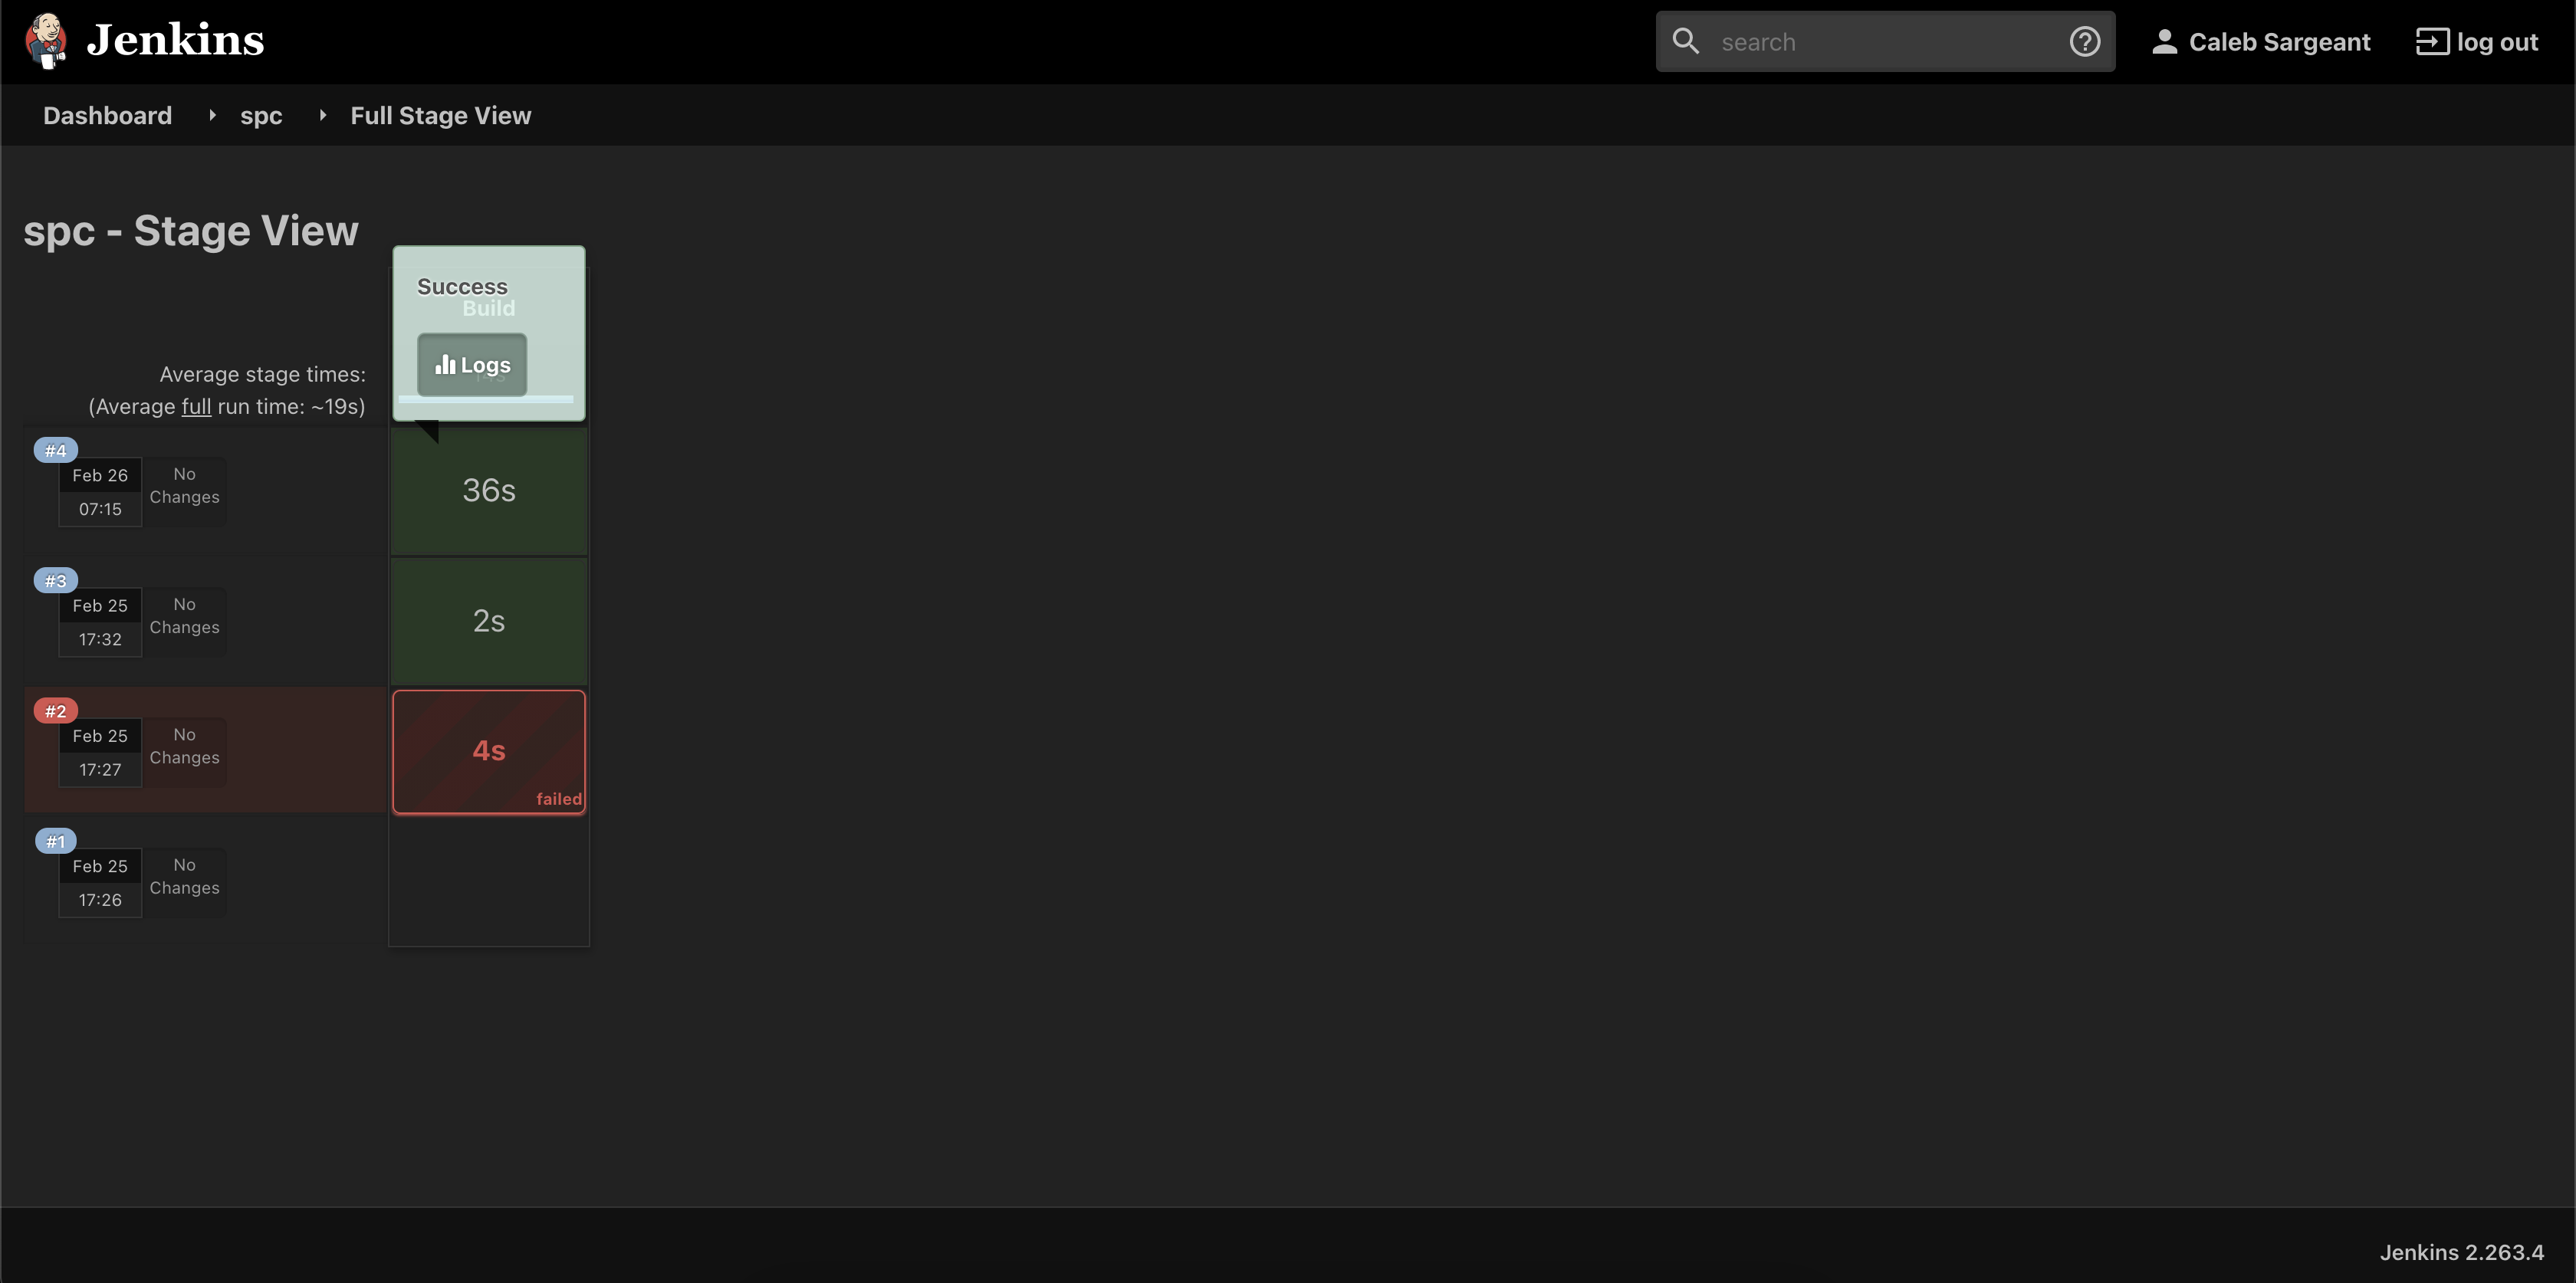 Jenkins
search
Caleb Sargeant
log out
Dashboard
spc
Full Stage View
spc - Stage View
Success
Build
Logs
Average stage times:
(Average full run time: ~19s)
#4
Feb 26
07:15
No
Changes
36s
#3
Feb 25
17:32
No
Changes
2s
#2
Feb 25
17:27
No
Changes
4s
failed
#1
Feb 25
17:26
No
Changes
Jenkins 2.263.4